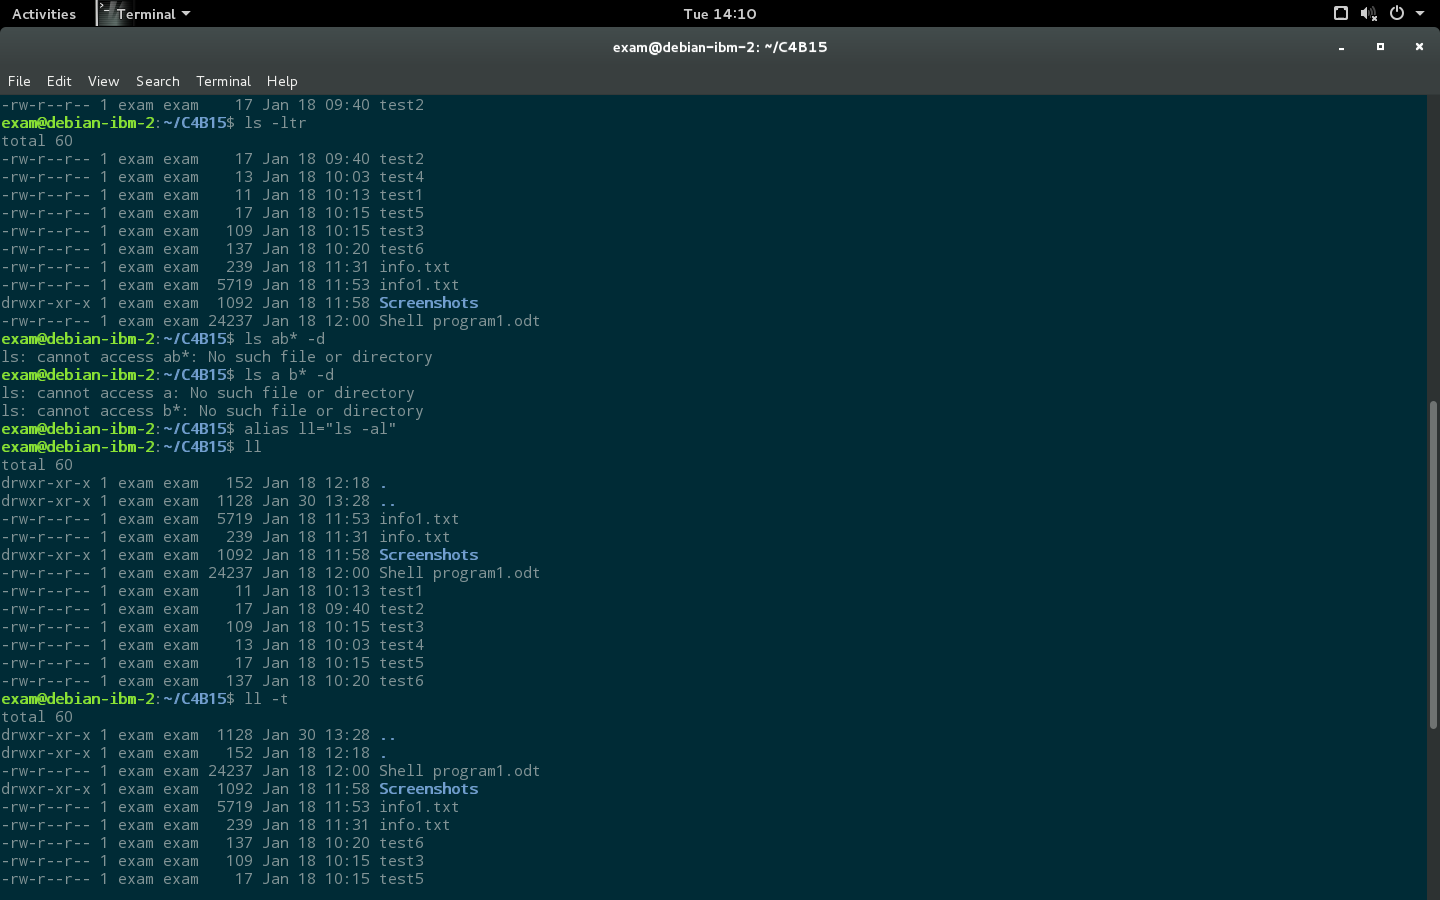 Activities Terminal Tue 14:10
exam@debian-ibm-2: ~/C4B15
File Edit View Search Terminal Help
-rw-r--r-- 1 exam exam    17 Jan 18 09:40 test2
exam@debian-ibm-2:~/C4B15$ ls -ltr
total 60
-rw-r--r-- 1 exam exam    17 Jan 18 09:40 test2
-rw-r--r-- 1 exam exam    13 Jan 18 10:03 test4
-rw-r--r-- 1 exam exam    11 Jan 18 10:13 test1
-rw-r--r-- 1 exam exam    17 Jan 18 10:15 test5
-rw-r--r-- 1 exam exam   109 Jan 18 10:15 test3
-rw-r--r-- 1 exam exam   137 Jan 18 10:20 test6
-rw-r--r-- 1 exam exam   239 Jan 18 11:31 info.txt
-rw-r--r-- 1 exam exam  5719 Jan 18 11:53 info1.txt
drwxr-xr-x 1 exam exam  1092 Jan 18 11:58 Screenshots
-rw-r--r-- 1 exam exam 24237 Jan 18 12:00 Shell program1.odt
exam@debian-ibm-2:~/C4B15$ ls ab* -d
ls: cannot access ab*: No such file or directory
exam@debian-ibm-2:~/C4B15$ ls a b* -d
ls: cannot access a: No such file or directory
ls: cannot access b*: No such file or directory
exam@debian-ibm-2:~/C4B15$ alias ll="ls -al"
exam@debian-ibm-2:~/C4B15$ ll
total 60
drwxr-xr-x 1 exam exam   152 Jan 18 12:18 .
drwxr-xr-x 1 exam exam  1128 Jan 30 13:28 ..
-rw-r--r-- 1 exam exam  5719 Jan 18 11:53 info1.txt
-rw-r--r-- 1 exam exam   239 Jan 18 11:31 info.txt
drwxr-xr-x 1 exam exam  1092 Jan 18 11:58 Screenshots
-rw-r--r-- 1 exam exam 24237 Jan 18 12:00 Shell program1.odt
-rw-r--r-- 1 exam exam    11 Jan 18 10:13 test1
-rw-r--r-- 1 exam exam    17 Jan 18 09:40 test2
-rw-r--r-- 1 exam exam   109 Jan 18 10:15 test3
-rw-r--r-- 1 exam exam    13 Jan 18 10:03 test4
-rw-r--r-- 1 exam exam    17 Jan 18 10:15 test5
-rw-r--r-- 1 exam exam   137 Jan 18 10:20 test6
exam@debian-ibm-2:~/C4B15$ ll -t
total 60
drwxr-xr-x 1 exam exam  1128 Jan 30 13:28 ..
drwxr-xr-x 1 exam exam   152 Jan 18 12:18 .
-rw-r--r-- 1 exam exam 24237 Jan 18 12:00 Shell program1.odt
drwxr-xr-x 1 exam exam  1092 Jan 18 11:58 Screenshots
-rw-r--r-- 1 exam exam  5719 Jan 18 11:53 info1.txt
-rw-r--r-- 1 exam exam   239 Jan 18 11:31 info.txt
-rw-r--r-- 1 exam exam   137 Jan 18 10:20 test6
-rw-r--r-- 1 exam exam   109 Jan 18 10:15 test3
-rw-r--r-- 1 exam exam    17 Jan 18 10:15 test5